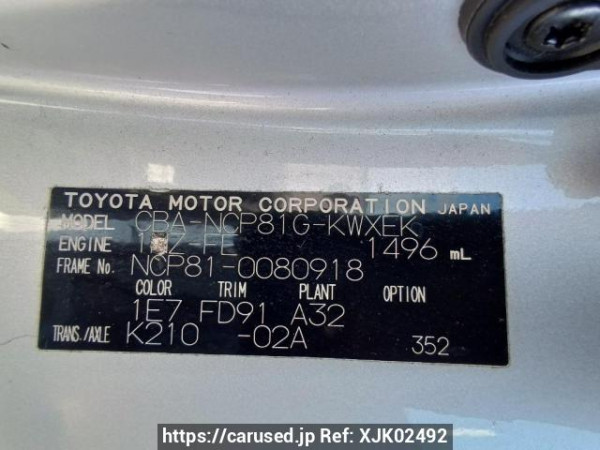 TOYOTA MOTOR CORPORATION JAPAN
MODEL CBA-NCP81G-KWXEK
ENGINE 1NZ-FE 1496 mL
FRAME No. NCP81-0080918
COLOR TRIM PLANT OPTION
1E7 FD91 A32
TRANS./AXLE K210 -02A 352
https://carused.jp Ref: XJK02492